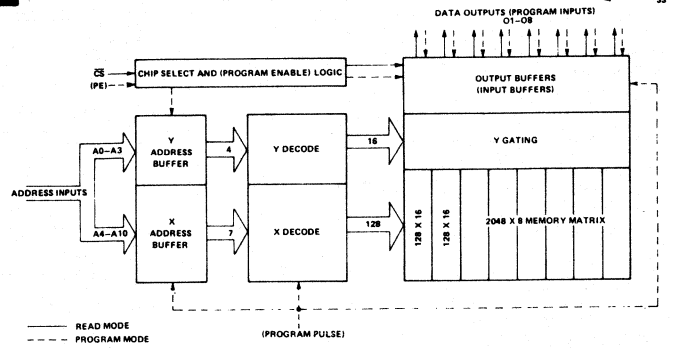 33
DATA OUTPUTS (PROGRAM INPUTS)
O1-O8
CS
(PE)
CHIP SELECT AND (PROGRAM ENABLE) LOGIC
OUTPUT BUFFERS
(INPUT BUFFERS)
A0-A3
Y
ADDRESS
BUFFER
4
Y DECODE
16
Y GATING
ADDRESS INPUTS
A4-A10
X
ADDRESS
BUFFER
7
X DECODE
128
128 X 16
128 X 16
2048 X 8 MEMORY MATRIX
(PROGRAM PULSE)
READ MODE
PROGRAM MODE